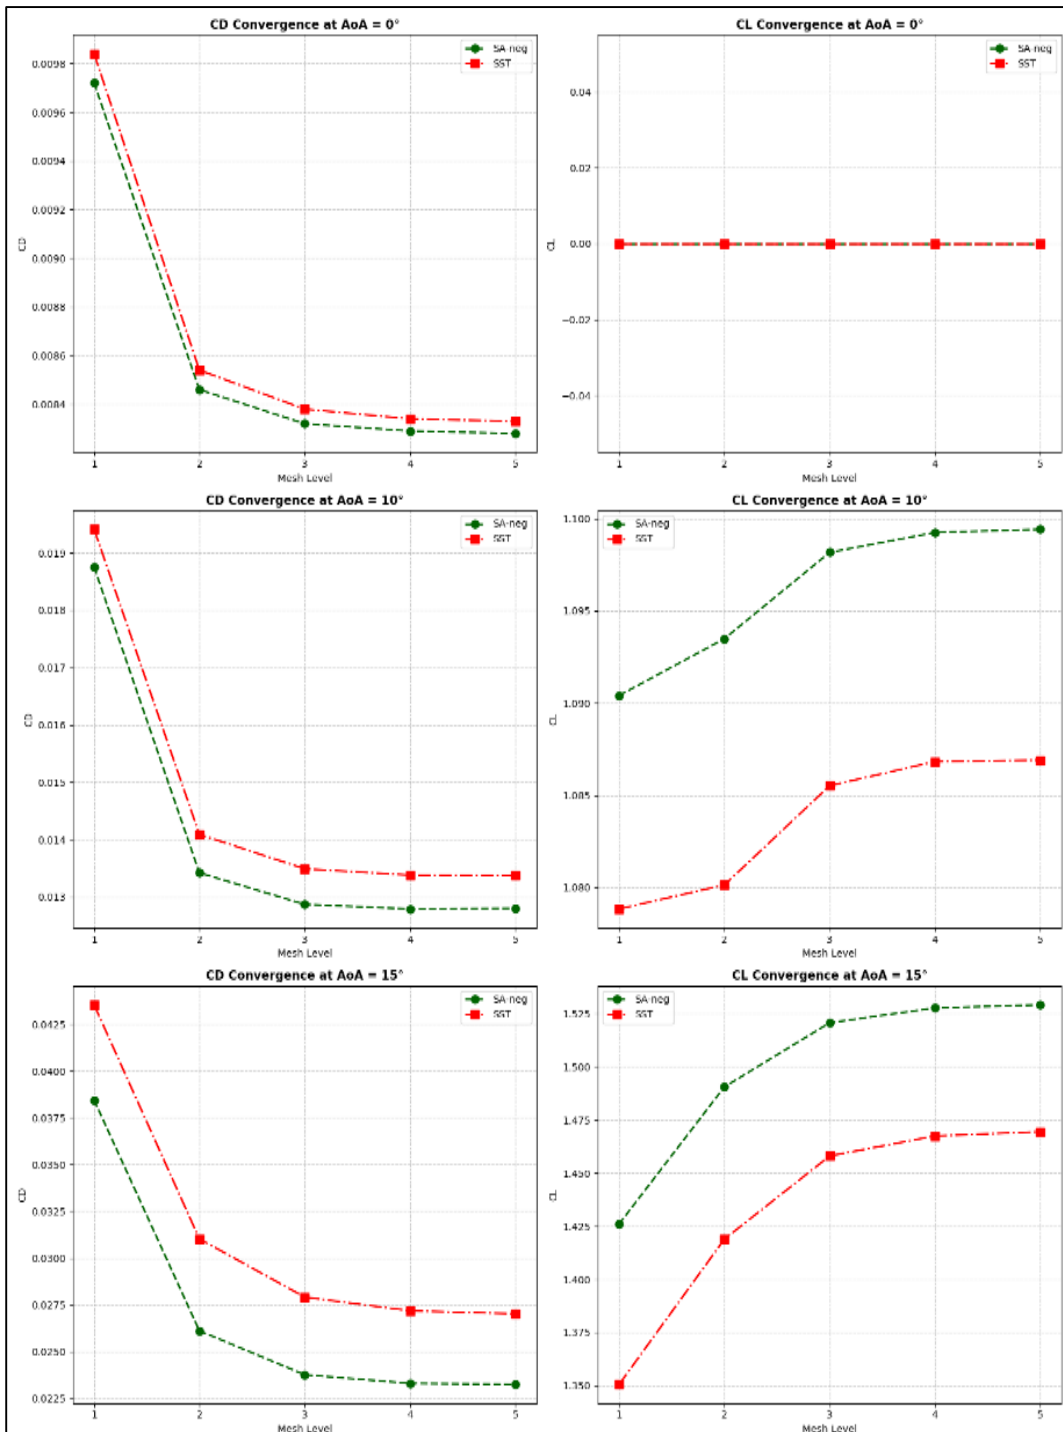 CD Convergence at AoA = 0°
SA-neg
SST
0.0098
0.0096
0.0094
0.0092
0.0090
0.0088
0.0086
0.0084
CD
1 2 3 4 5
Mesh Level
CL Convergence at AoA = 0°
SA-neg
SST
0.04
0.02
0.00
−0.02
−0.04
CL
1 2 3 4 5
Mesh Level
CD Convergence at AoA = 10°
SA-neg
SST
0.019
0.018
0.017
0.016
0.015
0.014
0.013
CD
1 2 3 4 5
Mesh Level
CL Convergence at AoA = 10°
SA-neg
SST
1.100
1.095
1.090
1.085
1.080
CL
1 2 3 4 5
Mesh Level
CD Convergence at AoA = 15°
SA-neg
SST
0.0425
0.0400
0.0375
0.0350
0.0325
0.0300
0.0275
0.0250
0.0225
CD
1 2 3 4 5
Mesh Level
CL Convergence at AoA = 15°
SA-neg
SST
1.525
1.500
1.475
1.450
1.425
1.400
1.375
1.350
CL
1 2 3 4 5
Mesh Level